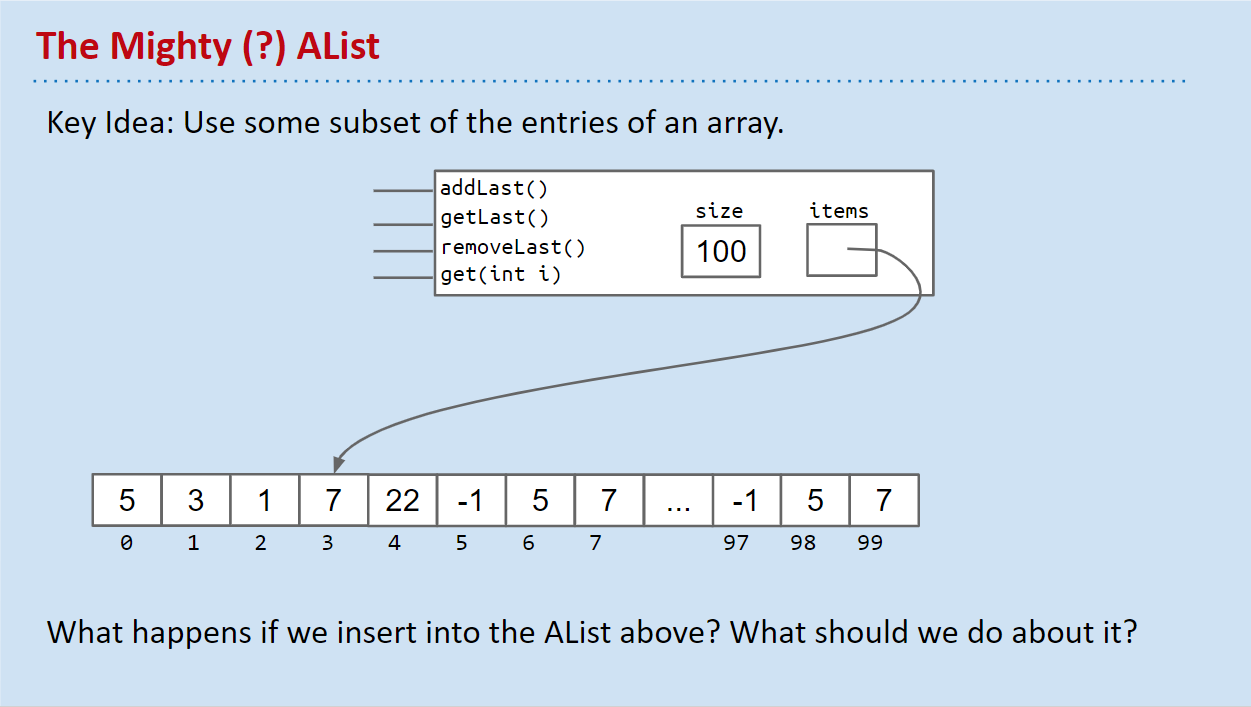 The Mighty (?) AList
Key Idea: Use some subset of the entries of an array.
addLast()
getLast()
removeLast()
get(int i)
size
100
items
5 3 1 7 22 -1 5 7 ... -1 5 7
0 1 2 3 4 5 6 7 97 98 99
What happens if we insert into the AList above? What should we do about it?